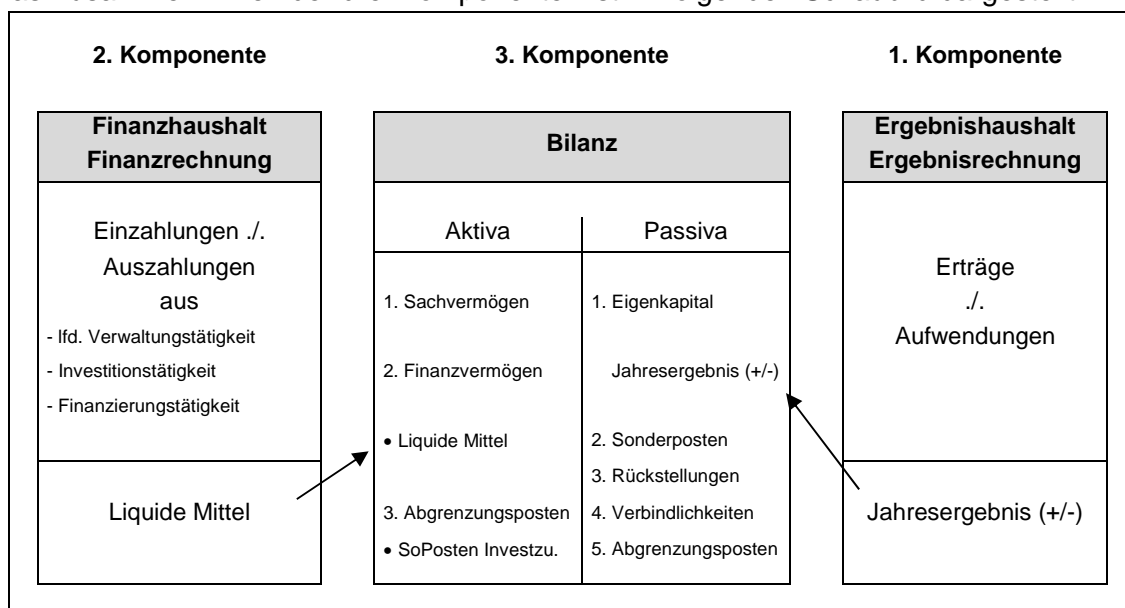 2. Komponente
3. Komponente
1. Komponente
Finanzhaushalt
Finanzrechnung
Einzahlungen ./.
Auszahlungen
aus
- lfd. Verwaltungstätigkeit
- Investitionstätigkeit
- Finanzierungstätigkeit
Liquide Mittel
Bilanz
Aktiva
Passiva
1. Sachvermögen
1. Eigenkapital
2. Finanzvermögen
Jahresergebnis (+/-)
• Liquide Mittel
2. Sonderposten
3. Rückstellungen
3. Abgrenzungsposten
4. Verbindlichkeiten
• SoPosten Investzu.
5. Abgrenzungsposten
Ergebnishaushalt
Ergebnisrechnung
Erträge
./.
Aufwendungen
Jahresergebnis (+/-)